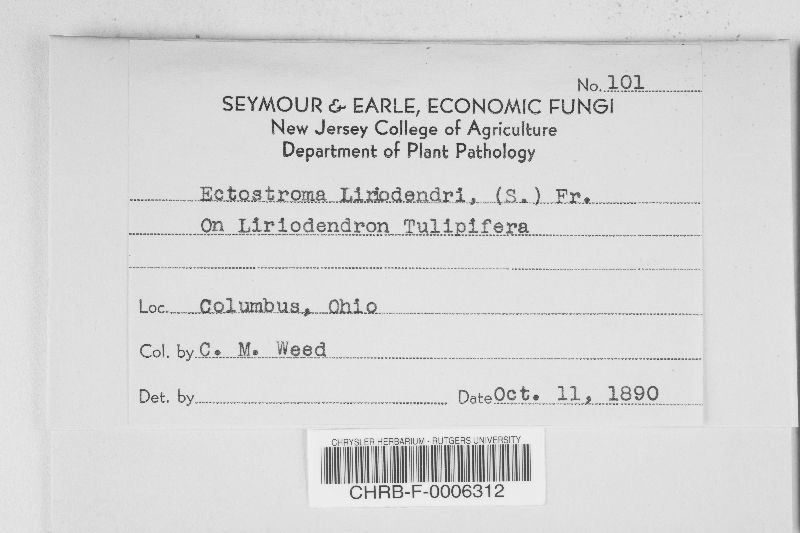 No. 101
SEYMOUR & EARLE, ECONOMIC FUNGI
New Jersey College of Agriculture
Department of Plant Pathology
Ectostroma Liriodendri, (S.) Fr.
On Liriodendron Tulipifera
Loc. Columbus, Ohio
Col. by C. M. Weed
Det. by Date Oct. 11, 1890
CHRYSLER HERBARIUM - RUTGERS UNIVERSITY
CHRB-F-0006312